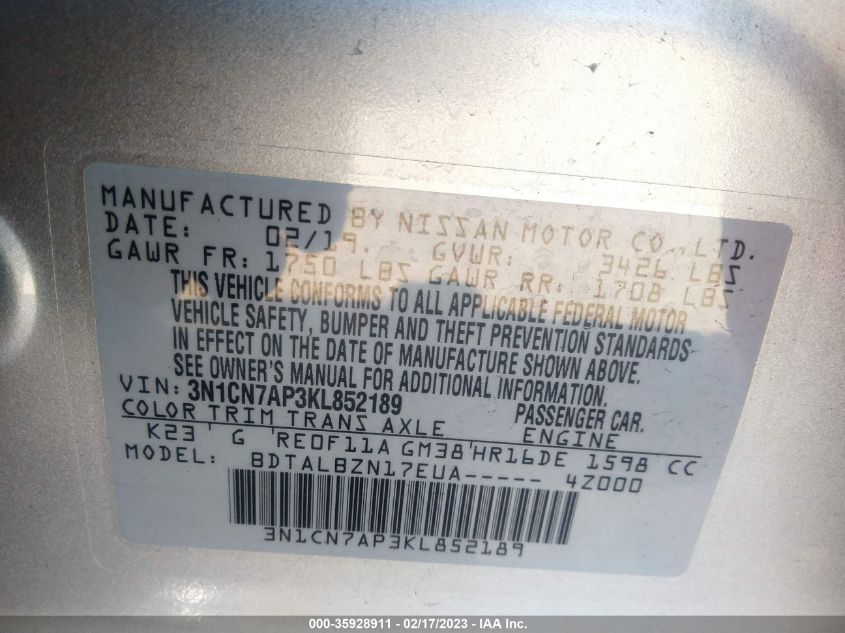 MANUFACTURED BY NISSAN MOTOR CO., LTD.
DATE: 02/19. GVWR: 3426 LBS
GAWR FR: 1750 LBS GAWR RR: 1708 LBS
THIS VEHICLE CONFORMS TO ALL APPLICABLE FEDERAL MOTOR
VEHICLE SAFETY, BUMPER AND THEFT PREVENTION STANDARDS
IN EFFECT ON THE DATE OF MANUFACTURE SHOWN ABOVE.
SEE OWNER'S MANUAL FOR ADDITIONAL INFORMATION.
VIN: 3N1CN7AP3KL852189 PASSENGER CAR.
COLOR TRIM TRANS AXLE ENGINE
K23 G RE0F11A GM38 HR16DE 1598 CC
MODEL: BDTALBZN17EUA----- 4Z000
3N1CN7AP3KL852189
000-35928911 - 02/17/2023 - IAA Inc.